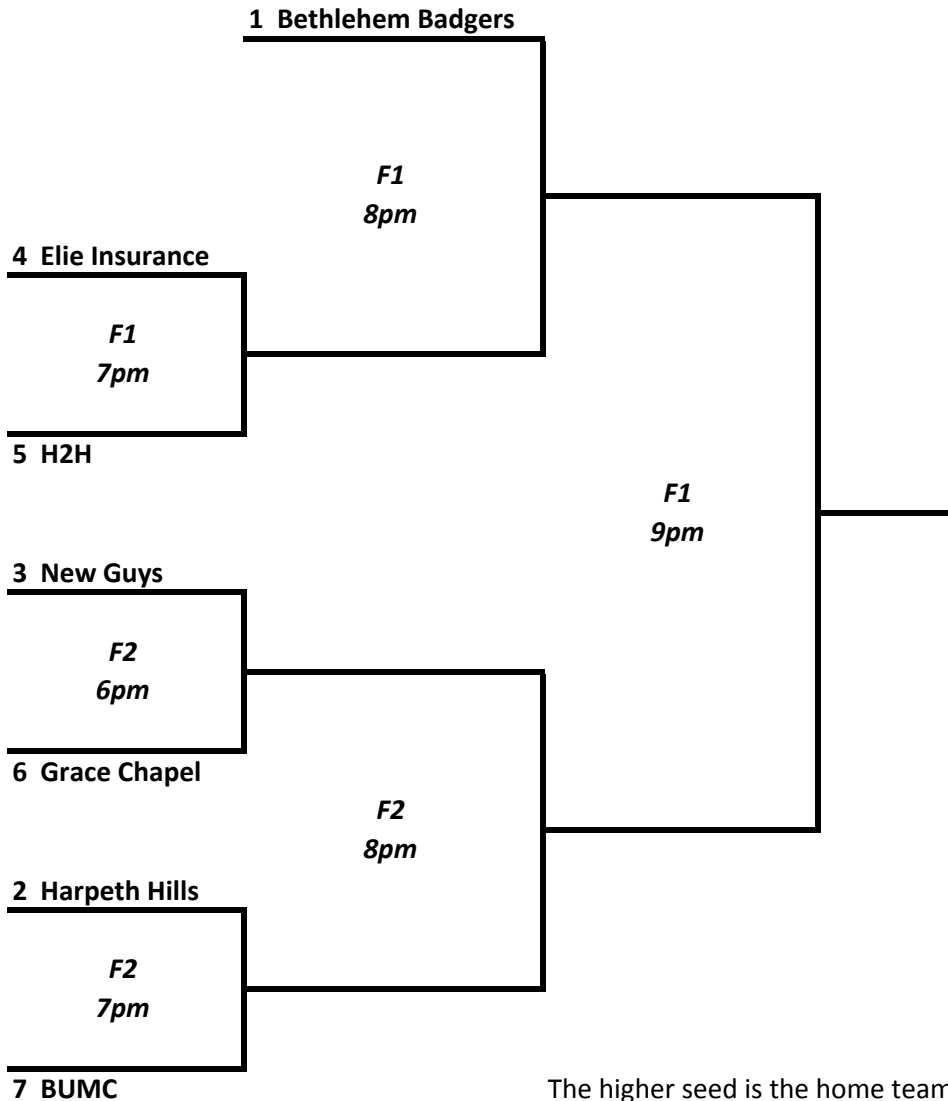 1 Bethlehem Badgers
F1
8pm
4 Elie Insurance
F1
7pm
5 H2H
F1
9pm
3 New Guys
F2
6pm
6 Grace Chapel
F2
8pm
2 Harpeth Hills
F2
7pm
7 BUMC
The higher seed is the home team